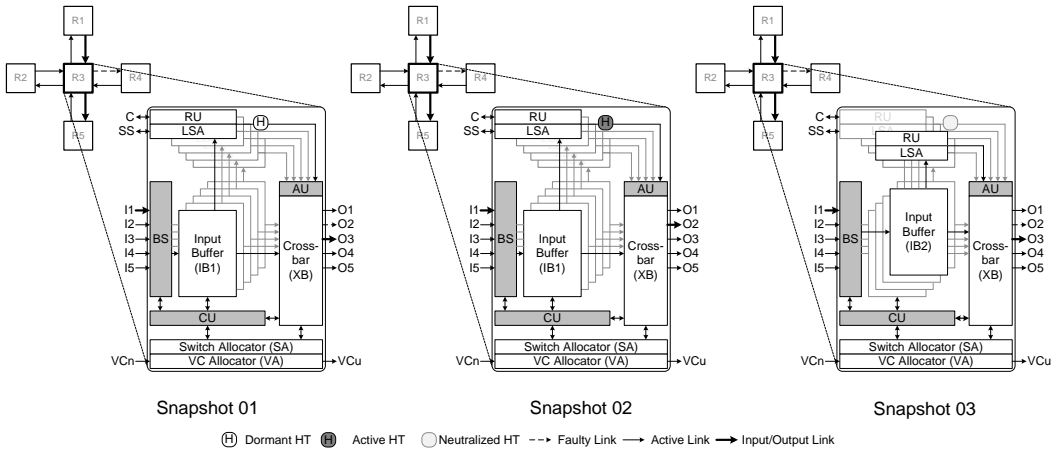 R1
R2
R3
R4
R5
C
SS
RU
LSA
H
AU
I1
I2
I3
I4
I5
BS
Input
Buffer
(IB1)
Cross-
bar
(XB)
O1
O2
O3
O4
O5
CU
Switch Allocator (SA)
VC Allocator (VA)
VCn
VCu
Snapshot 01
R1
R2
R3
R4
R5
C
SS
RU
LSA
H
AU
I1
I2
I3
I4
I5
BS
Input
Buffer
(IB1)
Cross-
bar
(XB)
O1
O2
O3
O4
O5
CU
Switch Allocator (SA)
VC Allocator (VA)
VCn
VCu
Snapshot 02
R1
R2
R3
R4
R5
C
SS
RU
LSA
RU
LSA
AU
I1
I2
I3
I4
I5
BS
Input
Buffer
(IB2)
Cross-
bar
(XB)
O1
O2
O3
O4
O5
CU
Switch Allocator (SA)
VC Allocator (VA)
VCn
VCu
Snapshot 03
H Dormant HT H Active HT Neutralized HT Faulty Link Active Link Input/Output Link